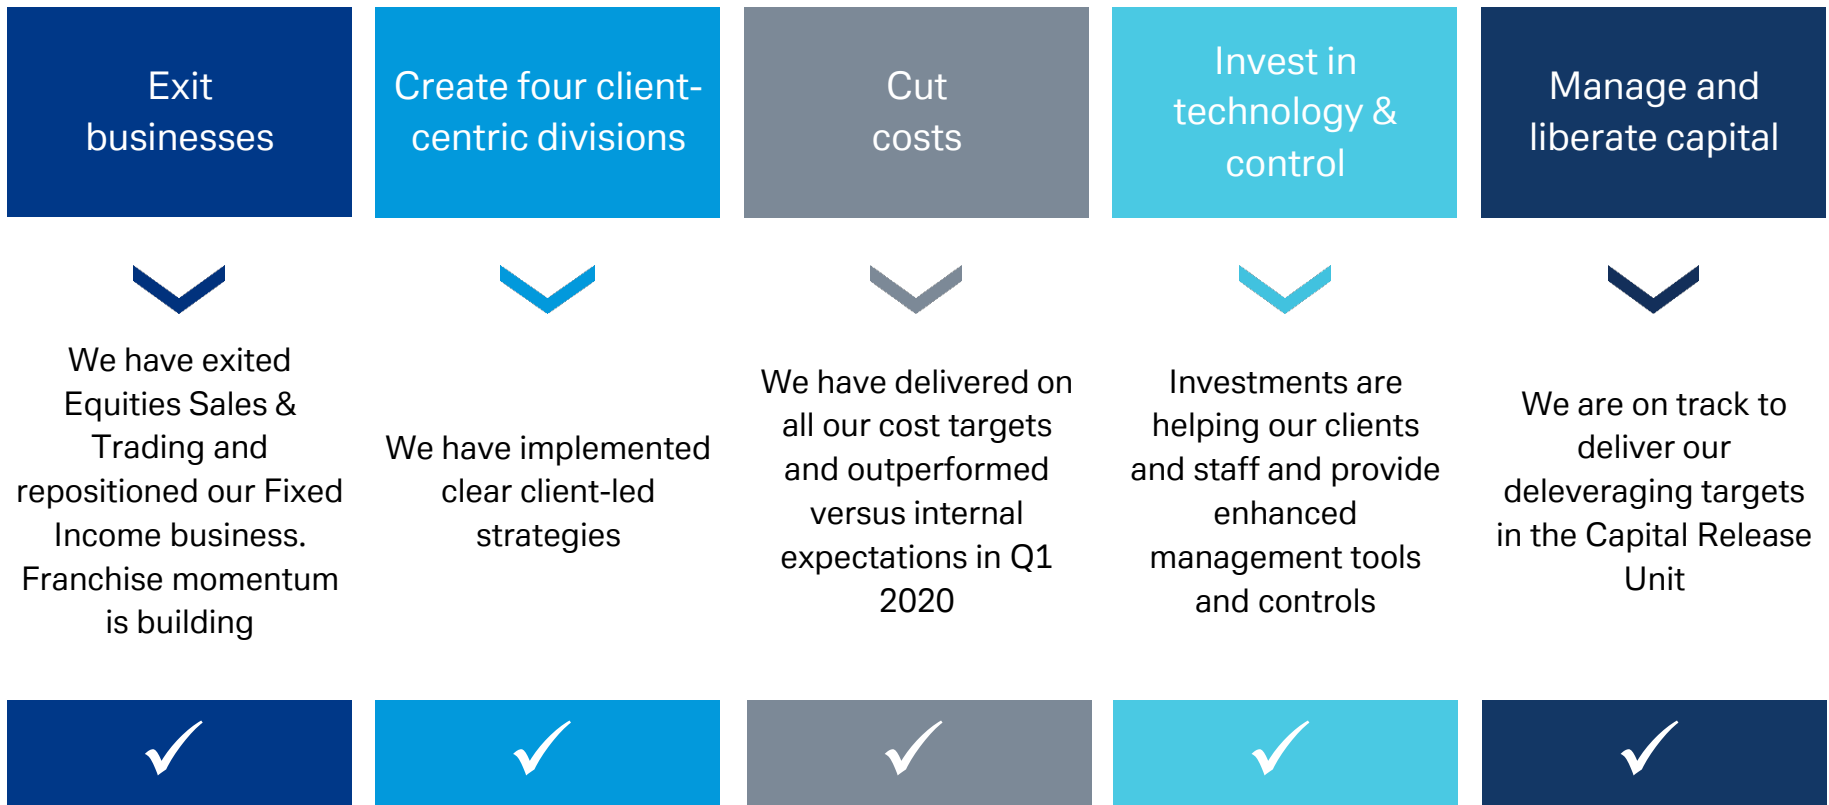 Exit
businesses
Create four client-
centric divisions
Cut
costs
Invest in
technology &
control
Manage and
liberate capital
We have exited
Equities Sales &
Trading and
repositioned our Fixed
Income business.
Franchise momentum
is building
We have implemented
clear client-led
strategies
We have delivered on
all our cost targets
and outperformed
versus internal
expectations in Q1
2020
Investments are
helping our clients
and staff and provide
enhanced
management tools
and controls
We are on track to
deliver our
deleveraging targets
in the Capital Release
Unit